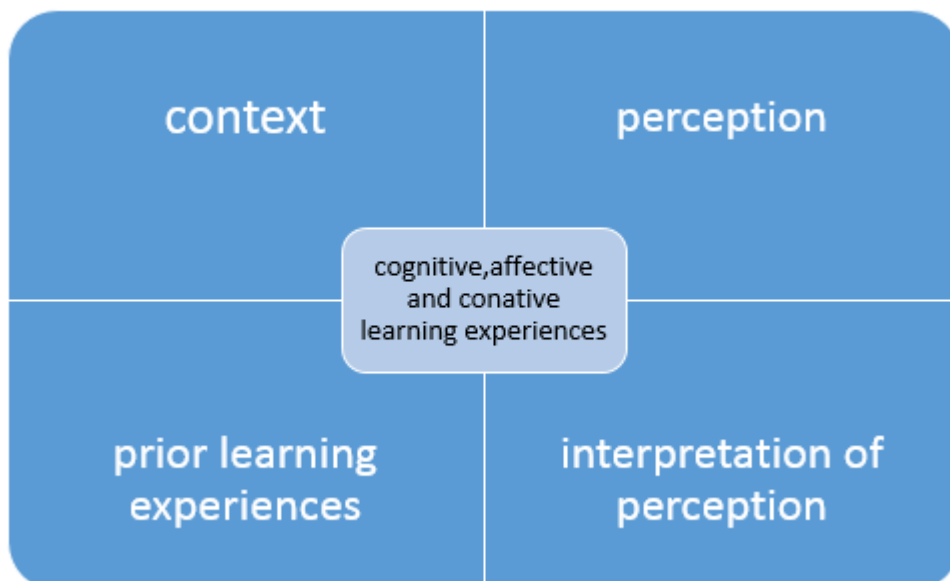 context
perception
cognitive,affective
and conative
learning experiences
prior learning
experiences
interpretation of
perception